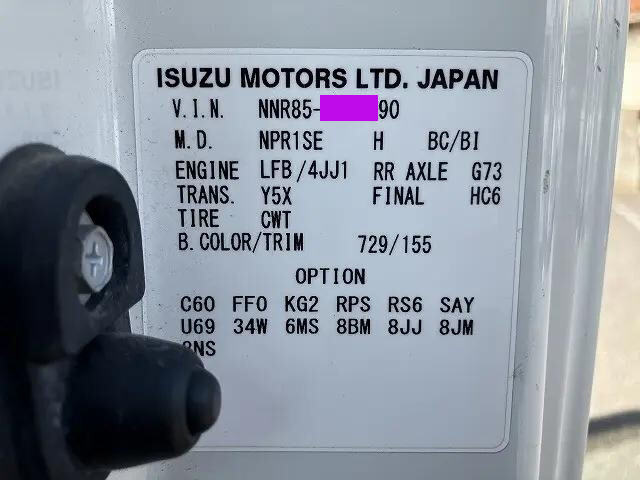 ISUZU MOTORS LTD. JAPAN
V.I.N. NNR85- 90
M.D. NPR1SE H BC/BI
ENGINE LFB/4JJ1 RR AXLE G73
TRANS. Y5X FINAL HC6
TIRE CWT
B.COLOR/TRIM 729/155
OPTION
C60 FF0 KG2 RPS RS6 SAY
U69 34W 6MS 8BM 8JJ 8JM